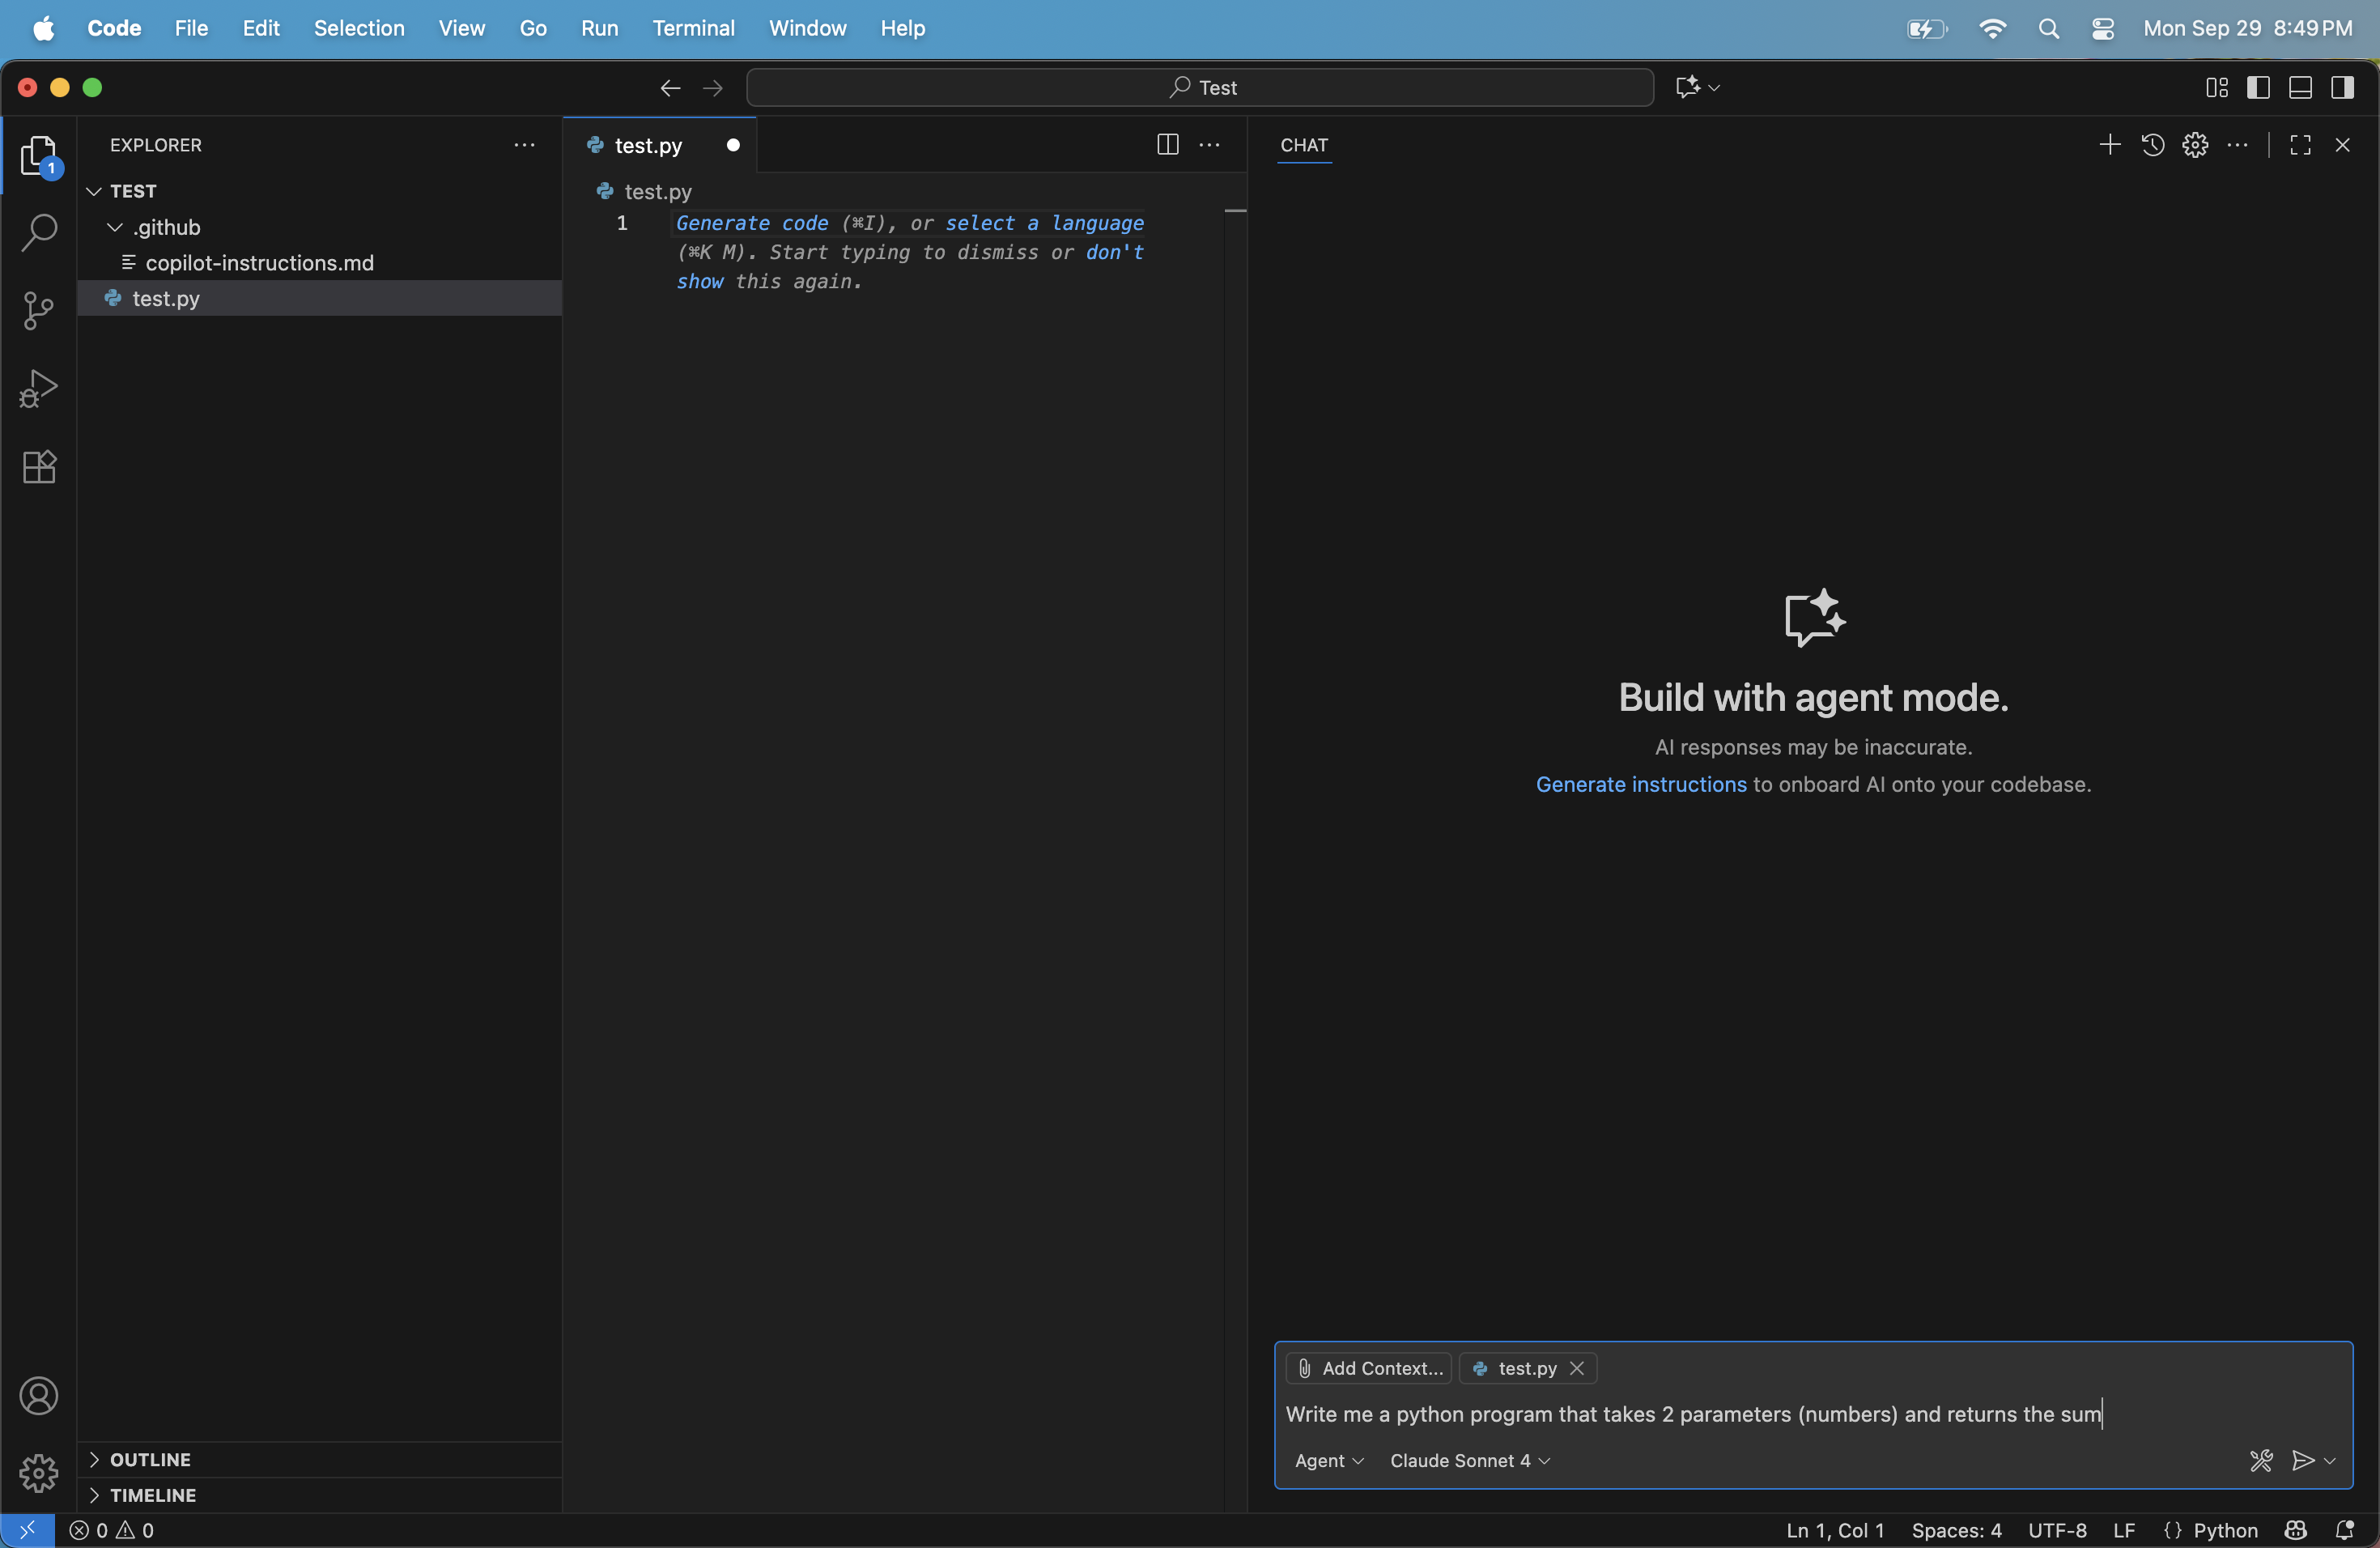 Code File Edit Selection View Go Run Terminal Window Help Mon Sep 29 8:49 PM
Test
EXPLORER
1
TEST
.github
copilot-instructions.md
test.py
OUTLINE
TIMELINE
test.py
test.py
1 Generate code (⌘I), or select a language
(⌘K M). Start typing to dismiss or don't
show this again.
CHAT
Build with agent mode.
AI responses may be inaccurate.
Generate instructions to onboard AI onto your codebase.
Add Context... test.py
Write me a python program that takes 2 parameters (numbers) and returns the sum
Agent Claude Sonnet 4
0 0 Ln 1, Col 1 Spaces: 4 UTF-8 LF {} Python